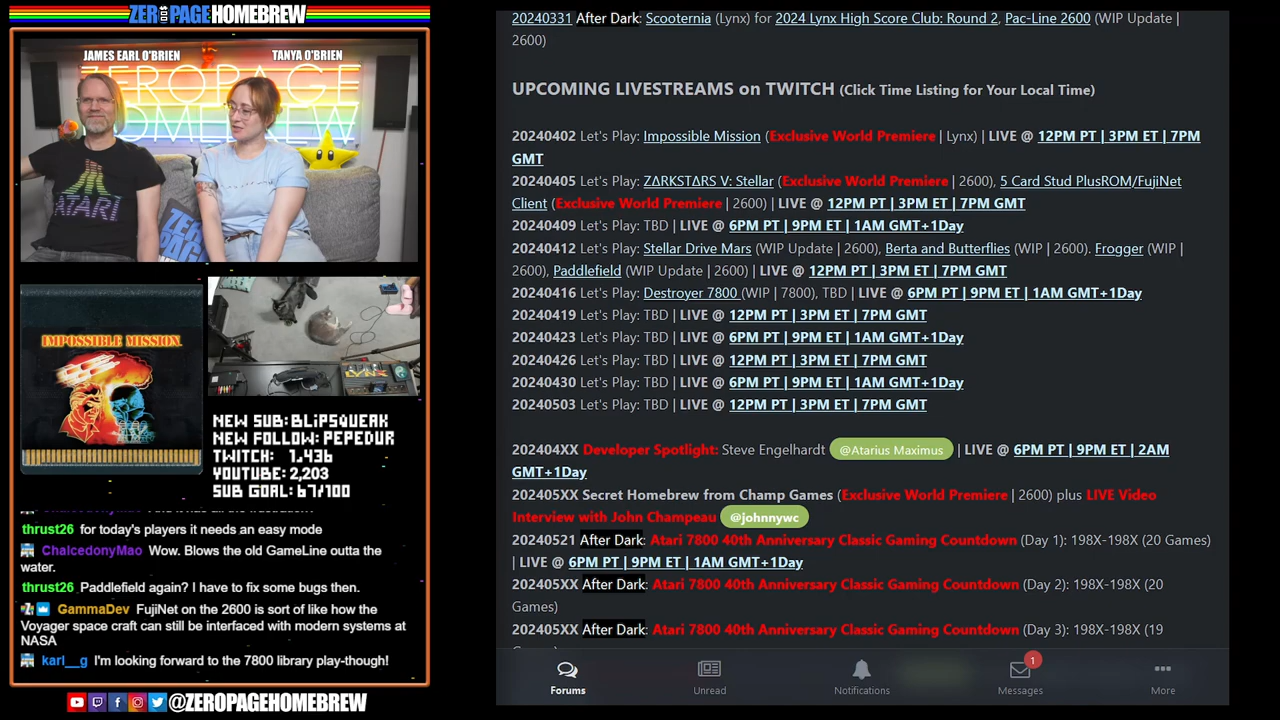 ZEROPAGE HOMEBREW
JAMES EARL O'BRIEN
TANYA O'BRIEN
ZEROPAGE
HOMEBREW
ATARI
IMPOSSIBLE MISSION
LYNX
NEW SUB: BLIPSQUEAK
NEW FOLLOW: PEPEDUR
TWITCH: 1,436
YOUTUBE: 2,203
SUB GOAL: 67/100
thrust26 for today's players it needs an easy mode
ChalcedonyMao Wow. Blows the old GameLine outta the
water.
thrust26 Paddlefield again? I have to fix some bugs then.
GammaDev FujiNet on the 2600 is sort of like how the
Voyager space craft can still be interfaced with modern systems at
NASA
karl__g I'm looking forward to the 7800 library play-though!
@ZEROPAGEHOMEBREW
20240331 After Dark: Scooternia (Lynx) for 2024 Lynx High Score Club: Round 2, Pac-Line 2600 (WIP Update |
2600)
UPCOMING LIVESTREAMS on TWITCH (Click Time Listing for Your Local Time)
20240402 Let's Play: Impossible Mission (Exclusive World Premiere | Lynx) | LIVE @ 12PM PT | 3PM ET | 7PM
GMT
20240405 Let's Play: ZΔRKSTΔRS V: Stellar (Exclusive World Premiere | 2600), 5 Card Stud PlusROM/FujiNet
Client (Exclusive World Premiere | 2600) | LIVE @ 12PM PT | 3PM ET | 7PM GMT
20240409 Let's Play: TBD | LIVE @ 6PM PT | 9PM ET | 1AM GMT+1Day
20240412 Let's Play: Stellar Drive Mars (WIP Update | 2600), Berta and Butterflies (WIP | 2600). Frogger (WIP |
2600), Paddlefield (WIP Update | 2600) | LIVE @ 12PM PT | 3PM ET | 7PM GMT
20240416 Let's Play: Destroyer 7800 (WIP | 7800), TBD | LIVE @ 6PM PT | 9PM ET | 1AM GMT+1Day
20240419 Let's Play: TBD | LIVE @ 12PM PT | 3PM ET | 7PM GMT
20240423 Let's Play: TBD | LIVE @ 6PM PT | 9PM ET | 1AM GMT+1Day
20240426 Let's Play: TBD | LIVE @ 12PM PT | 3PM ET | 7PM GMT
20240430 Let's Play: TBD | LIVE @ 6PM PT | 9PM ET | 1AM GMT+1Day
20240503 Let's Play: TBD | LIVE @ 12PM PT | 3PM ET | 7PM GMT
202404XX Developer Spotlight: Steve Engelhardt @Atarius Maximus | LIVE @ 6PM PT | 9PM ET | 2AM
GMT+1Day
202405XX Secret Homebrew from Champ Games (Exclusive World Premiere | 2600) plus LIVE Video
Interview with John Champeau @johnnywc
20240521 After Dark: Atari 7800 40th Anniversary Classic Gaming Countdown (Day 1): 198X-198X (20 Games)
| LIVE @ 6PM PT | 9PM ET | 1AM GMT+1Day
202405XX After Dark: Atari 7800 40th Anniversary Classic Gaming Countdown (Day 2): 198X-198X (20
Games)
202405XX After Dark: Atari 7800 40th Anniversary Classic Gaming Countdown (Day 3): 198X-198X (19
1
Forums
Unread
Notifications
Messages
More